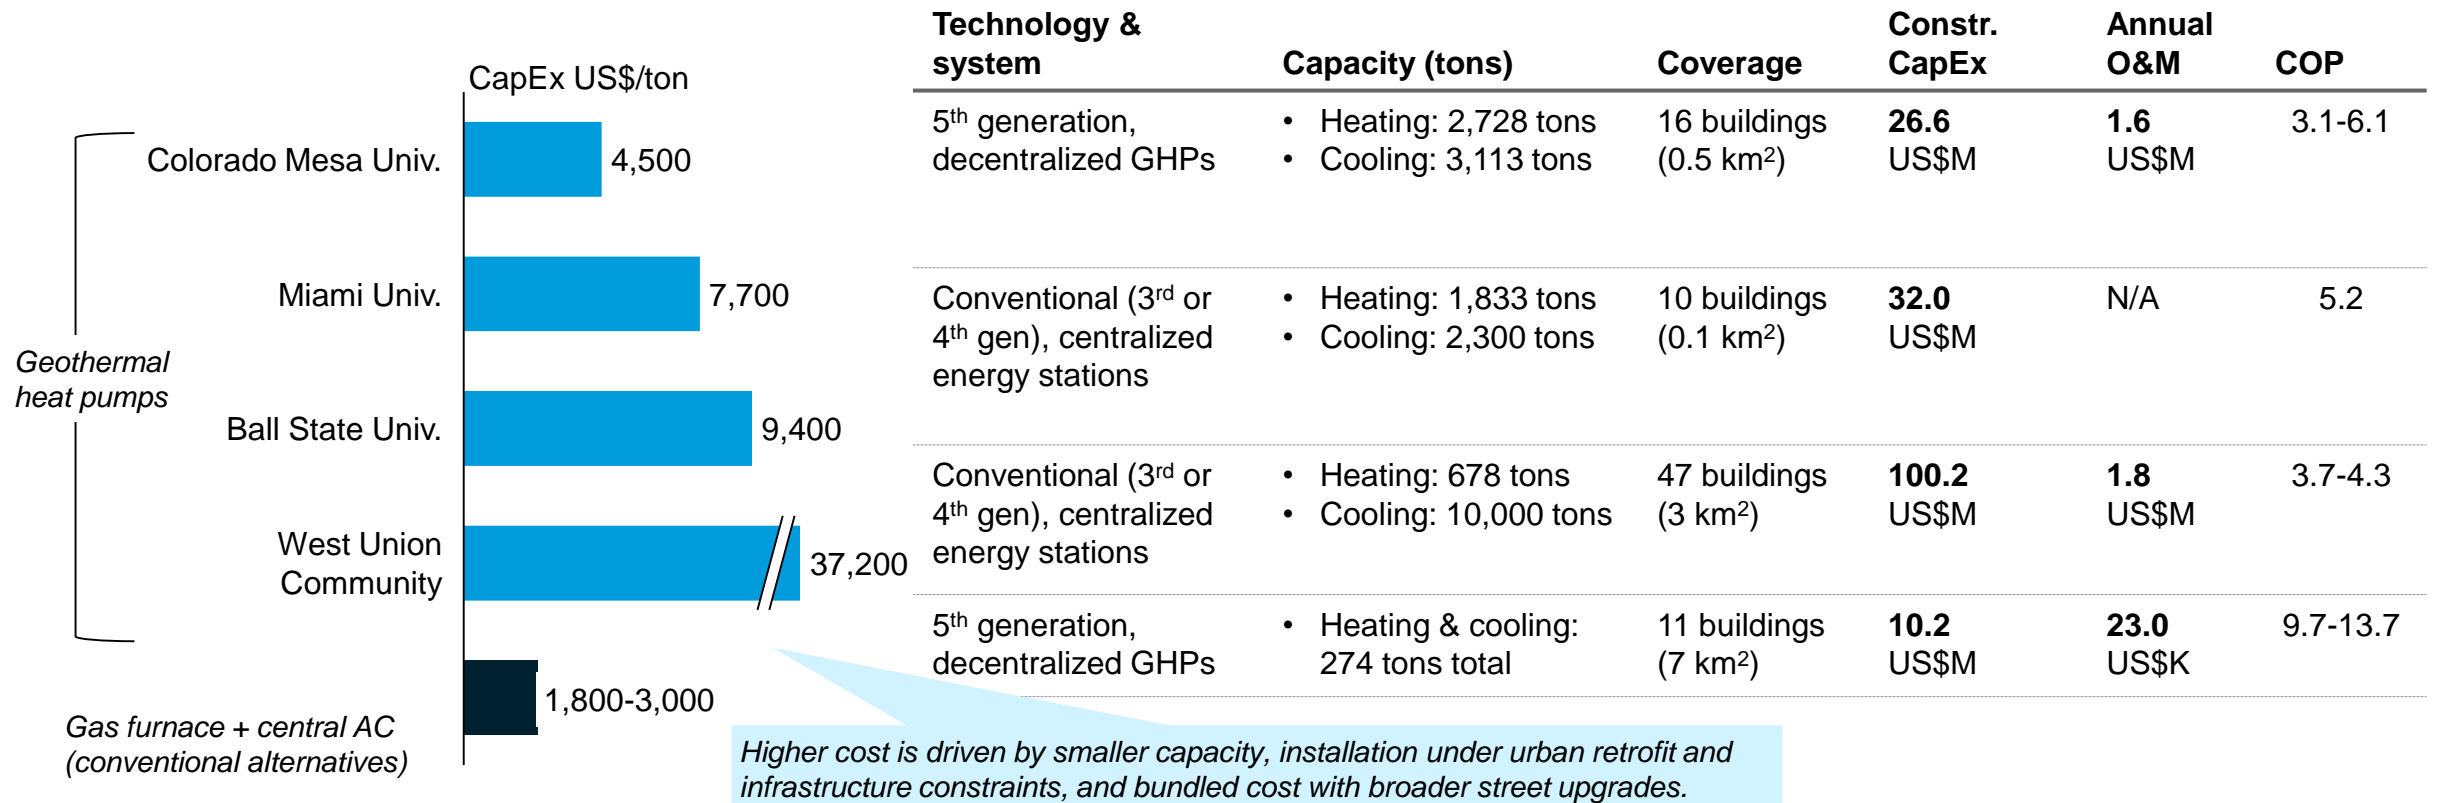 CapEx US$/ton
Geothermal
heat pumps
Colorado Mesa Univ.
4,500
Miami Univ.
7,700
Ball State Univ.
9,400
West Union
Community
37,200
Gas furnace + central AC
(conventional alternatives)
1,800-3,000
Technology &
system
Capacity (tons)
Coverage
Constr.
CapEx
Annual
O&M
COP
5th generation,
decentralized GHPs
• Heating: 2,728 tons
• Cooling: 3,113 tons
16 buildings
(0.5 km²)
26.6
US$M
1.6
US$M
3.1-6.1
Conventional (3rd or
4th gen), centralized
energy stations
• Heating: 1,833 tons
• Cooling: 2,300 tons
10 buildings
(0.1 km²)
32.0
US$M
N/A
5.2
Conventional (3rd or
4th gen), centralized
energy stations
• Heating: 678 tons
• Cooling: 10,000 tons
47 buildings
(3 km²)
100.2
US$M
1.8
US$M
3.7-4.3
5th generation,
decentralized GHPs
• Heating & cooling:
274 tons total
11 buildings
(7 km²)
10.2
US$M
23.0
US$K
9.7-13.7
Higher cost is driven by smaller capacity, installation under urban retrofit and
infrastructure constraints, and bundled cost with broader street upgrades.